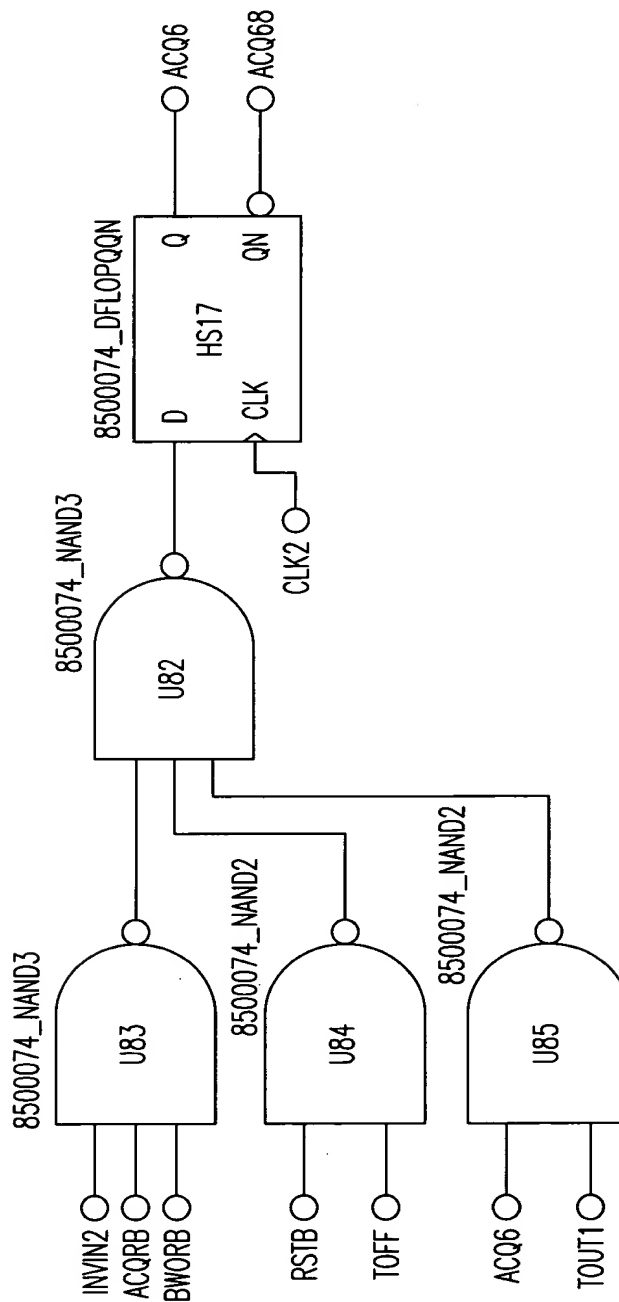 8500074_NAND3
INVIN2
ACQRB
BWORB
U83
8500074_NAND2
RSTB
TOFF
U84
8500074_NAND2
ACQ6
TOUT1
U85
8500074_NAND3
U82
CLK2
8500074_DFLOPQQN
D
Q
HS17
CLK
QN
ACQ6
ACQ68